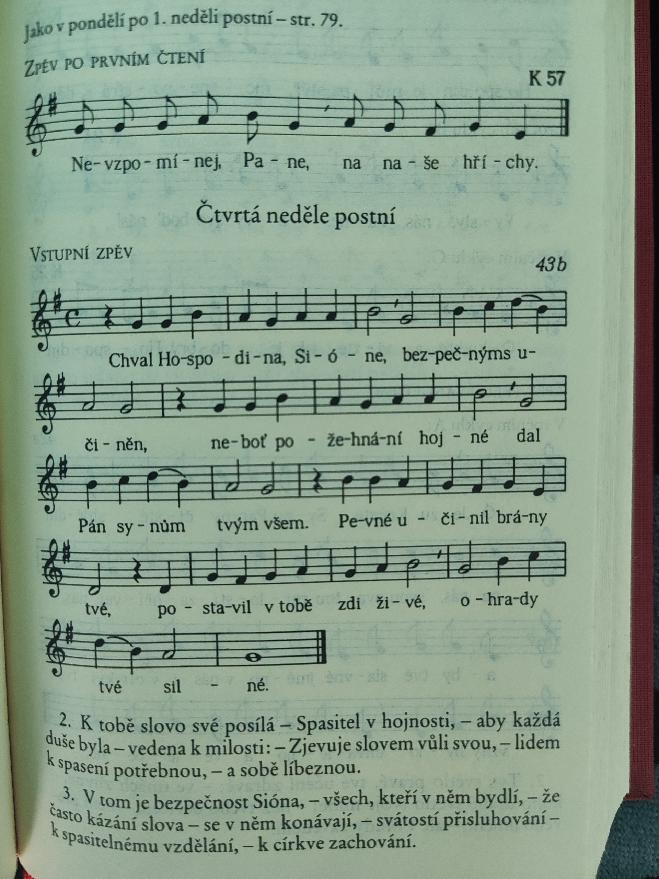 Jako v pondělí po 1. neděli postní – str. 79.
Zpěv po prvním čtení
K 57
Ne-vzpo-mí-nej, Pa-ne, na na-še hří-chy.
Čtvrtá neděle postní
Vstupní zpěv
43b
Chval Ho-spo-di-na, Si-ó-ne, bez-peč-nýms u-
či-něn, ne-boť po-že-hná-ní hoj-né dal
Pán sy-nům tvým všem. Pe-vné u-či-nil brá-ny
tvé, po-sta-vil v tobě zdi ži-vé, o-hra-dy
tvé sil-né.
2. K tobě slovo své posílá – Spasitel v hojnosti, – aby každá
duše byla – vedena k milosti: – Zjevuje slovem vůli svou, – lidem
k spasení potřebnou, – a sobě líbeznou.
3. V tom je bezpečnost Sióna, – všech, kteří v něm bydlí, – že
často kázání slova – se v něm konávají, – svátostí přisluhování –
k spasitelnému vzdělání, – k církve zachování.